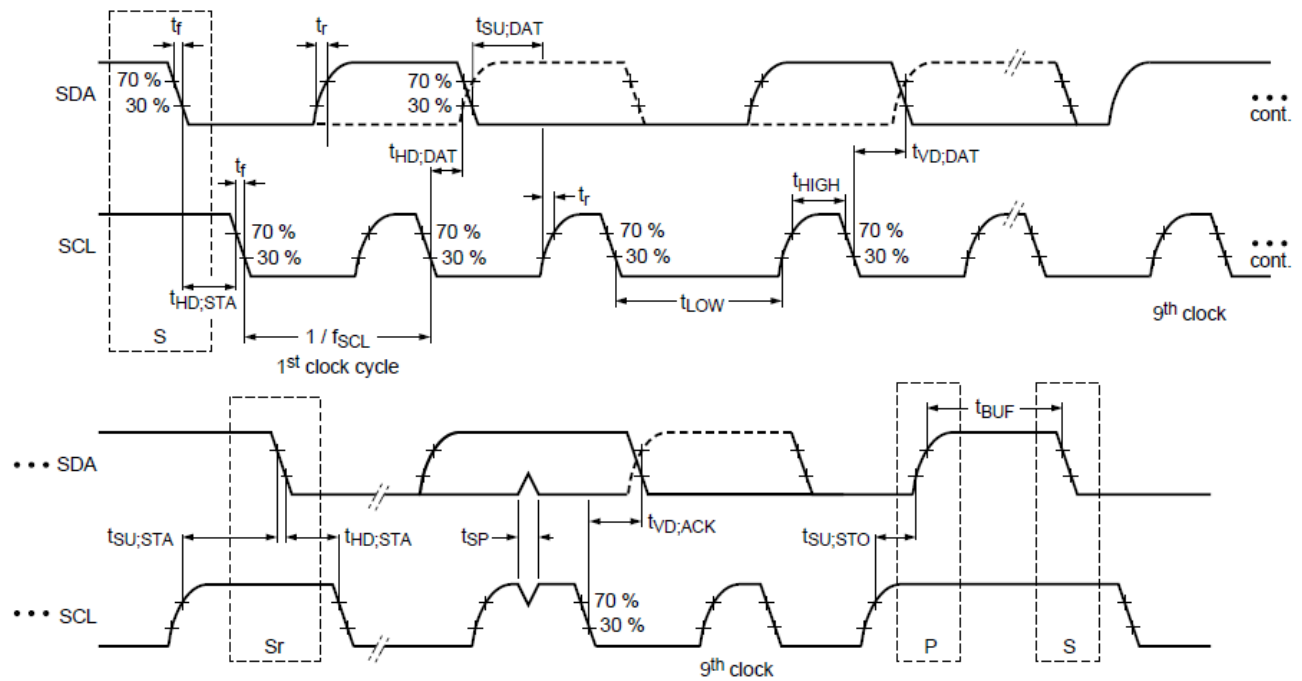 tf
tr
tSU;DAT
70 %
30 %
SDA
70 %
30 %
••• cont.
tHD;DAT
tVD;DAT
tf
tr
tHIGH
SCL
70 %
30 %
70 %
30 %
70 %
30 %
••• cont.
tHD;STA
tLOW
S
1 / fSCL
1st clock cycle
9th clock
tBUF
••• SDA
tSU;STA
tHD;STA
tSP
tVD;ACK
tSU;STO
••• SCL
70 %
30 %
Sr
9th clock
P
S